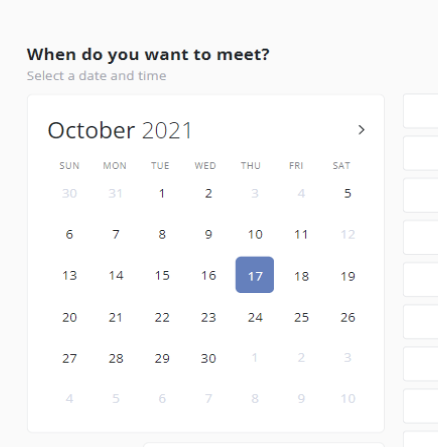 When do you want to meet?
Select a date and time
October 2021
SUN MON TUE WED THU FRI SAT
30 31 1 2 3 4 5
6 7 8 9 10 11 12
13 14 15 16 17 18 19
20 21 22 23 24 25 26
27 28 29 30 1 2 3
4 5 6 7 8 9 10